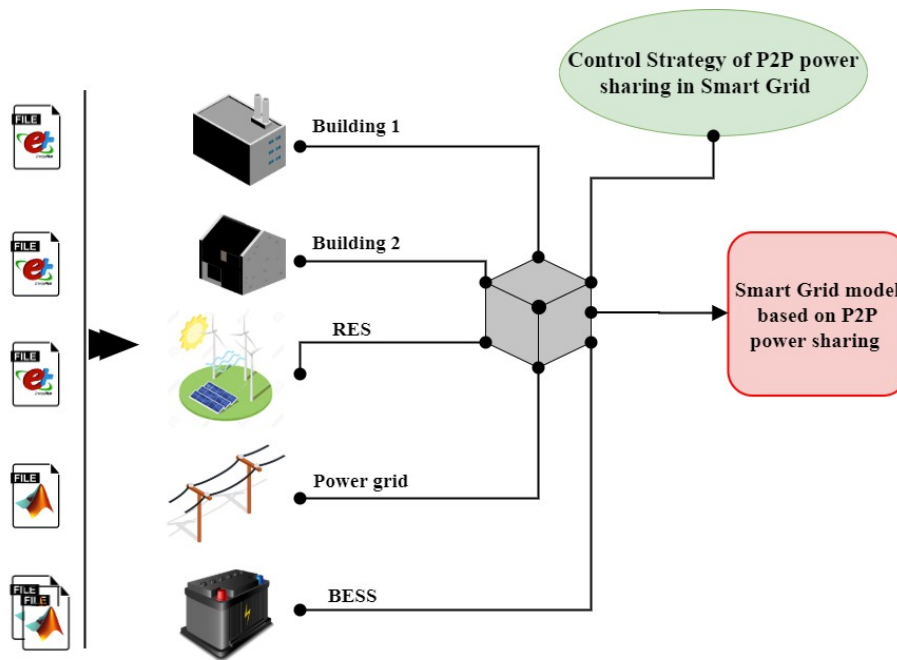 Control Strategy of P2P power
sharing in Smart Grid
FILE
Building 1
FILE
Building 2
Smart Grid model
based on P2P
power sharing
RES
FILE
FILE
Power grid
FILE
FILE
BESS